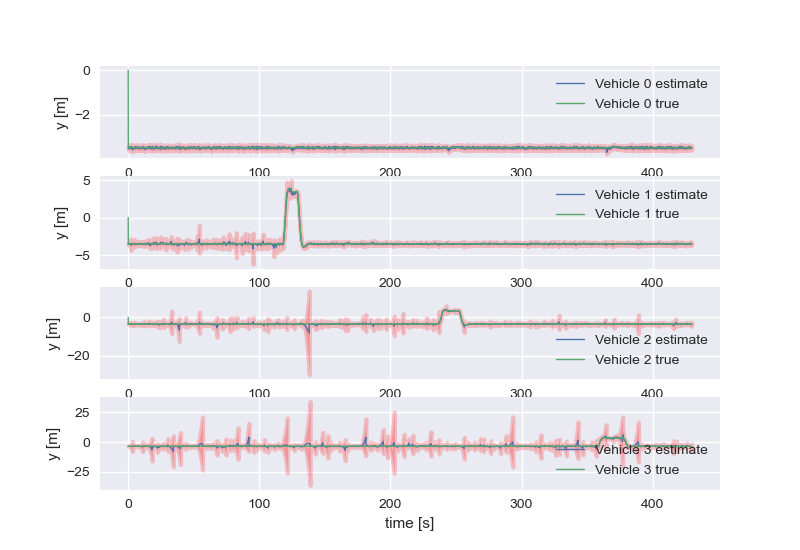 0
−2
y [m]
Vehicle 0 estimate
Vehicle 0 true
0 100 200 300 400
5
0
−5
y [m]
Vehicle 1 estimate
Vehicle 1 true
0 100 200 300 400
0
−20
y [m]
Vehicle 2 estimate
Vehicle 2 true
0 100 200 300 400
25
0
−25
y [m]
Vehicle 3 estimate
Vehicle 3 true
0 100 200 300 400
time [s]